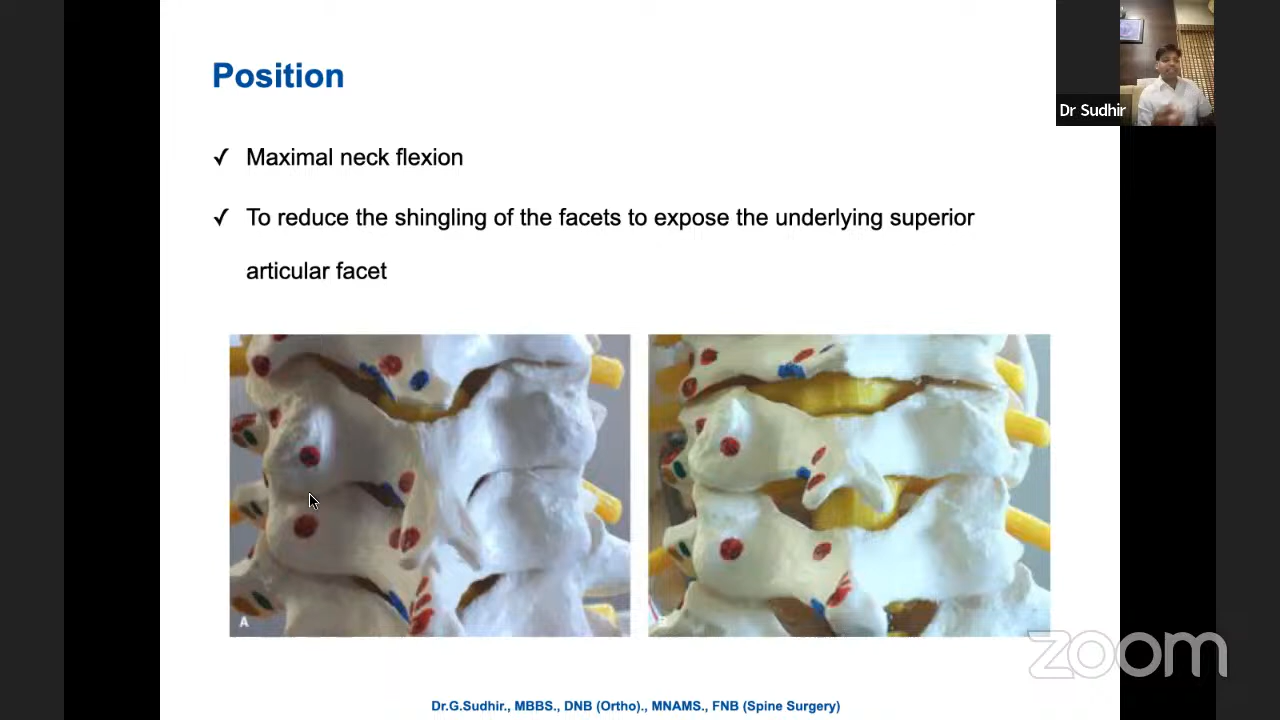 Position
Dr Sudhir
✓ Maximal neck flexion
✓ To reduce the shingling of the facets to expose the underlying superior
articular facet
A
zoom
Dr.G.Sudhir., MBBS., DNB (Ortho)., MNAMS., FNB (Spine Surgery)